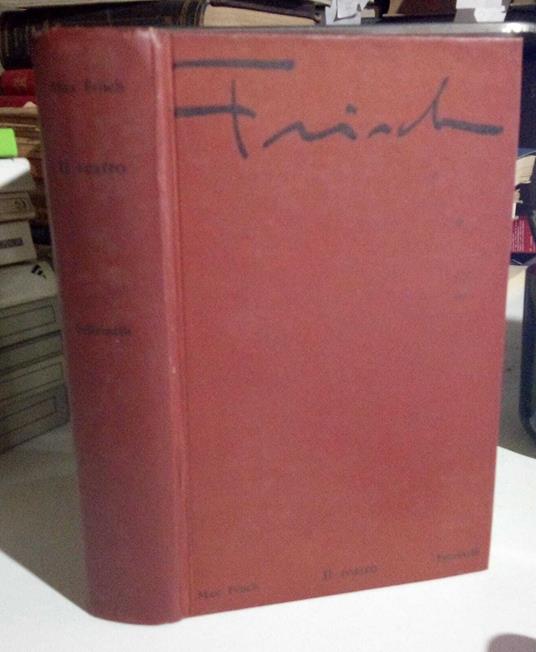 Max Frisch
Il teatro
Feltrinelli
Frisch
Max Frisch
Il teatro
Feltrinelli